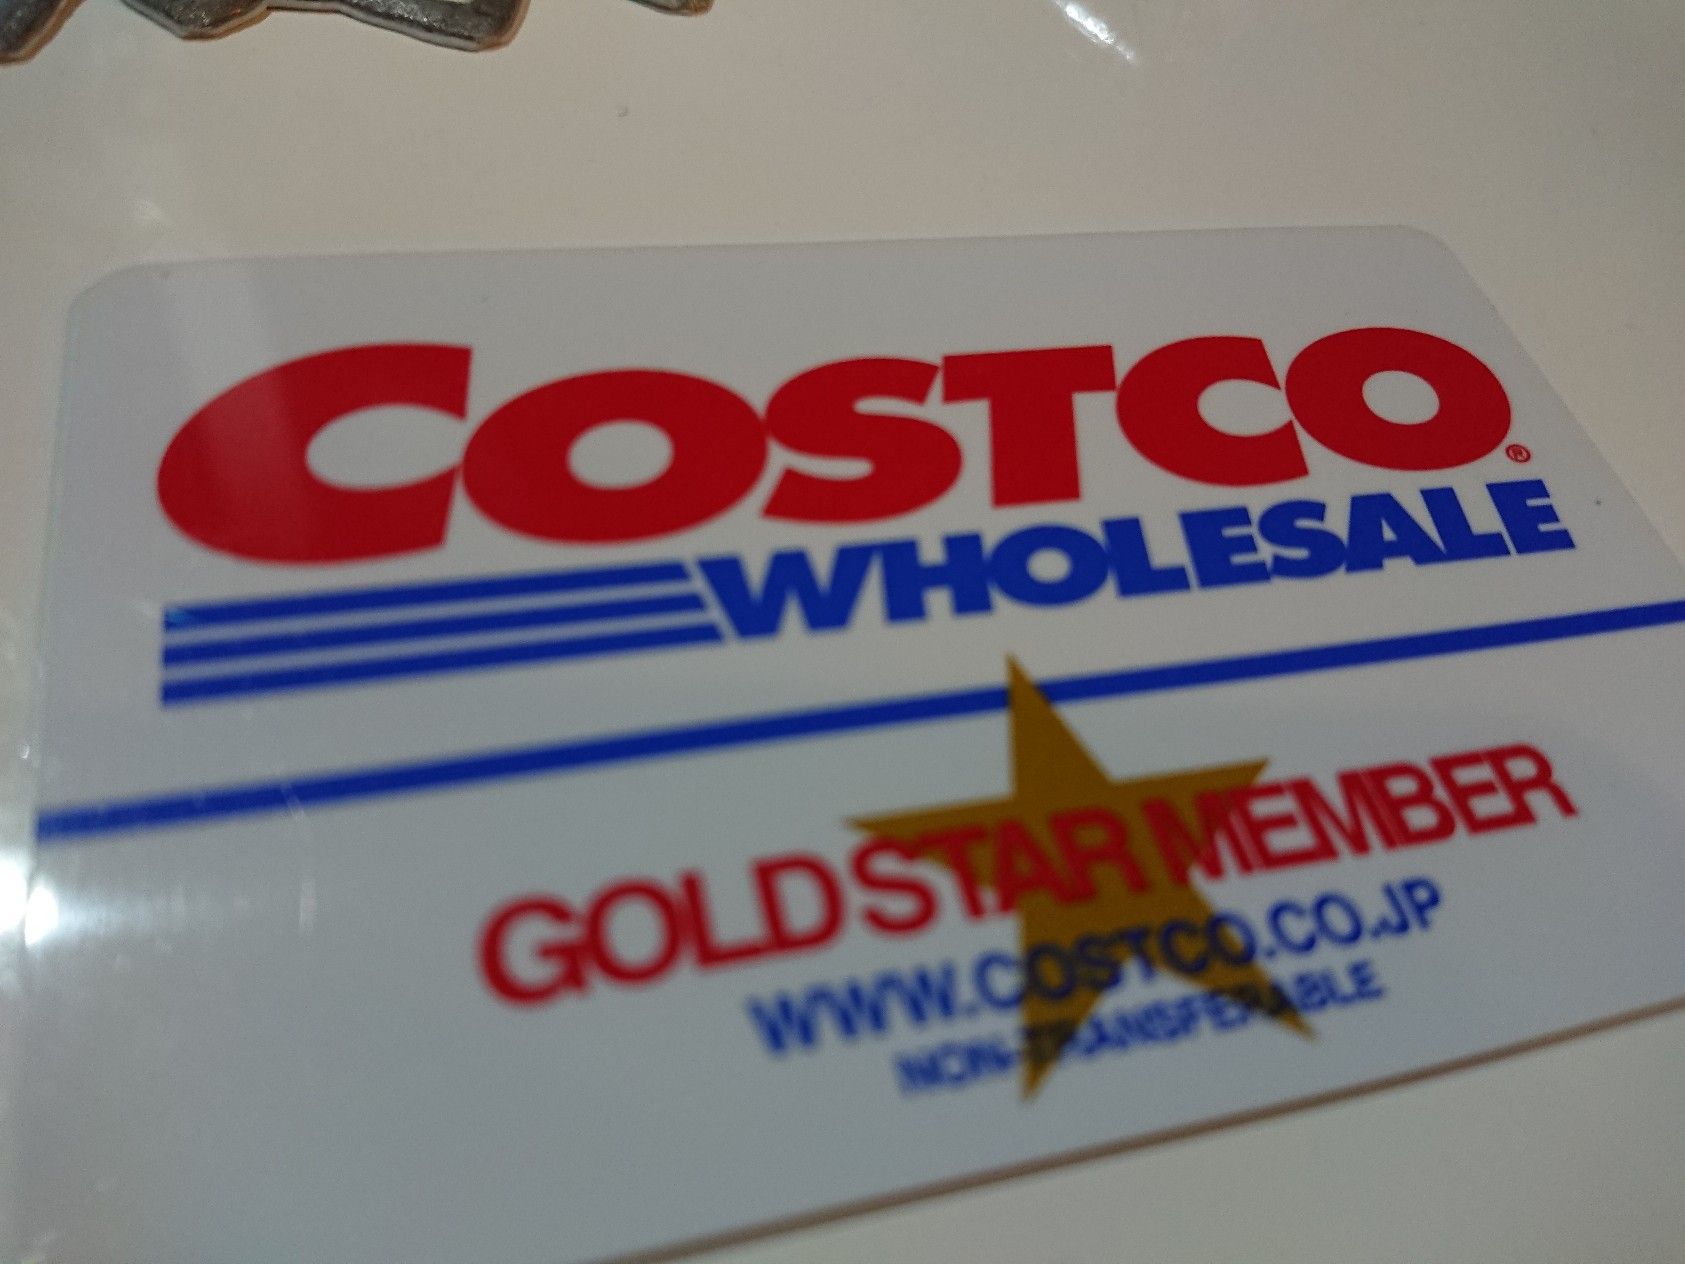 COSTCO®
WHOLESALE
GOLD STAR MEMBER
WWW.COSTCO.CO.JP
NON-TRANSFERABLE